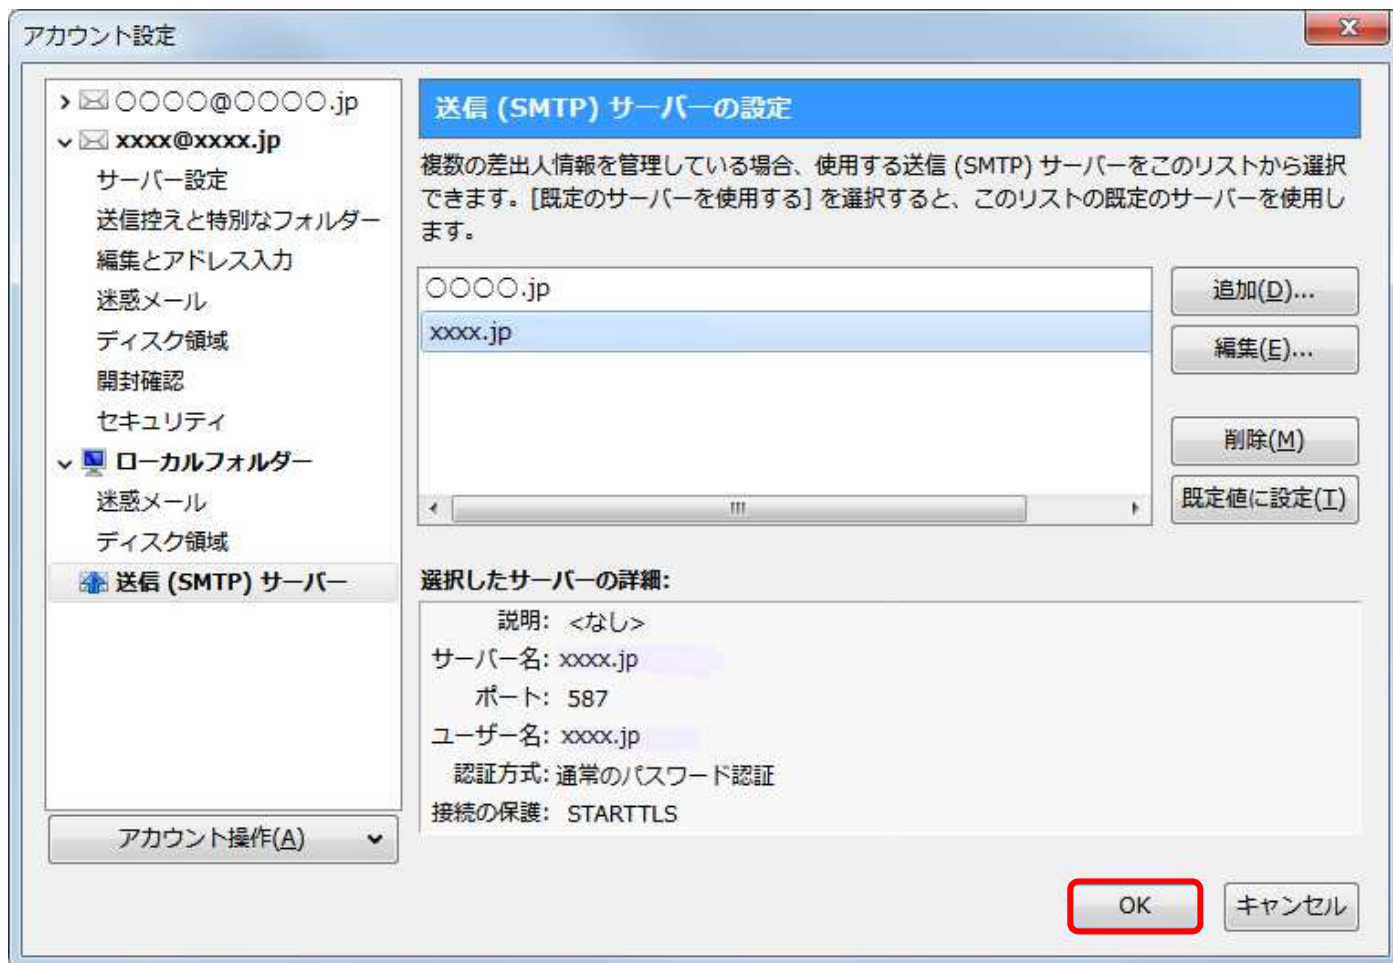 アカウント設定
○○○○@○○○○.jp
xxxx@xxxx.jp
サーバー設定
送信控えと特別なフォルダー
編集とアドレス入力
迷惑メール
ディスク領域
開封確認
セキュリティ
ローカルフォルダー
迷惑メール
ディスク領域
送信 (SMTP) サーバー
アカウント操作(A)
送信 (SMTP) サーバーの設定
複数の差出人情報を管理している場合、使用する送信 (SMTP) サーバーをこのリストから選択
できます。[既定のサーバーを使用する] を選択すると、このリストの既定のサーバーを使用し
ます。
○○○○.jp
xxxx.jp
追加(D)...
編集(E)...
削除(M)
既定値に設定(T)
選択したサーバーの詳細:
説明: <なし>
サーバー名: xxxx.jp
ポート: 587
ユーザー名: xxxx.jp
認証方式: 通常のパスワード認証
接続の保護: STARTTLS
OK
キャンセル